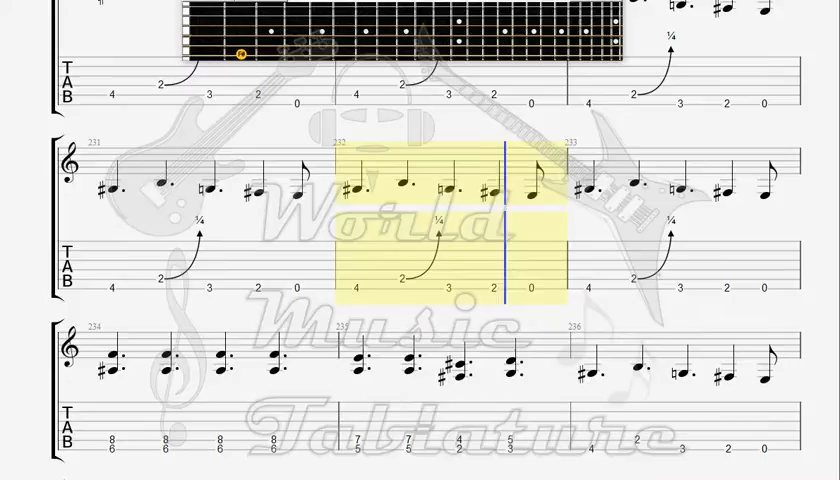 ¼
T
A
B
4 2 3 2 0 4 2 3 2 0 4 2 3 2 0
231 232 233
World
¼ ¼ ¼
T
A
B
4 2 3 2 0 4 2 3 2 0 4 2 3 2 0
Music
234 235 236
Tablature
T
A
B
8 8 8 8 7 7 4 5 2
6 6 6 6 5 5 2 3 4 3 2 0